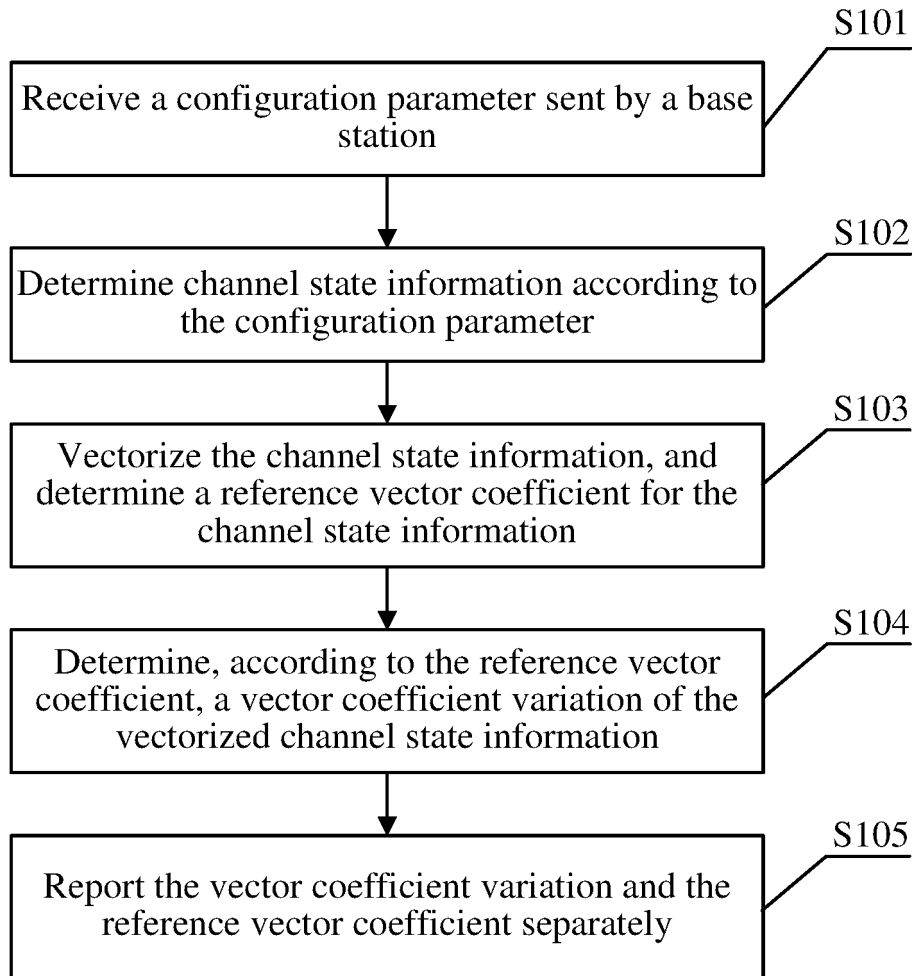 S101
Receive a configuration parameter sent by a base
station
S102
Determine channel state information according to
the configuration parameter
S103
Vectorize the channel state information, and
determine a reference vector coefficient for the
channel state information
S104
Determine, according to the reference vector
coefficient, a vector coefficient variation of the
vectorized channel state information
S105
Report the vector coefficient variation and the
reference vector coefficient separately